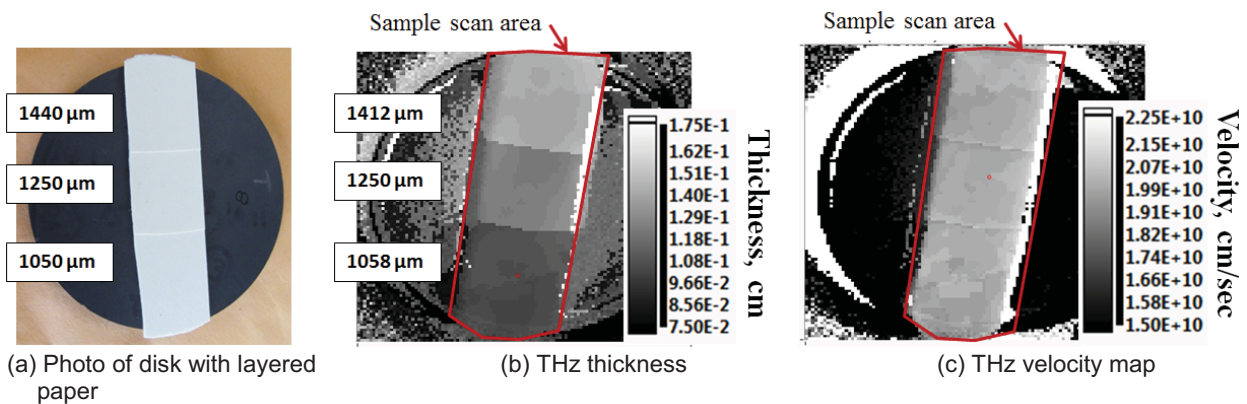 Sample scan area
Sample scan area
1440 µm
1250 µm
1050 µm
1412 µm
1250 µm
1058 µm
1.75E-1
1.62E-1
1.51E-1
1.40E-1
1.29E-1
1.18E-1
1.08E-1
9.65E-2
8.56E-2
7.50E-2
Thickness, cm
2.25E+10
2.15E+10
2.07E+10
1.99E+10
1.91E+10
1.82E+10
1.74E+10
1.66E+10
1.58E+10
1.50E+10
Velocity, cm/sec
(a) Photo of disk with layered
paper
(b) THz thickness
(c) THz velocity map